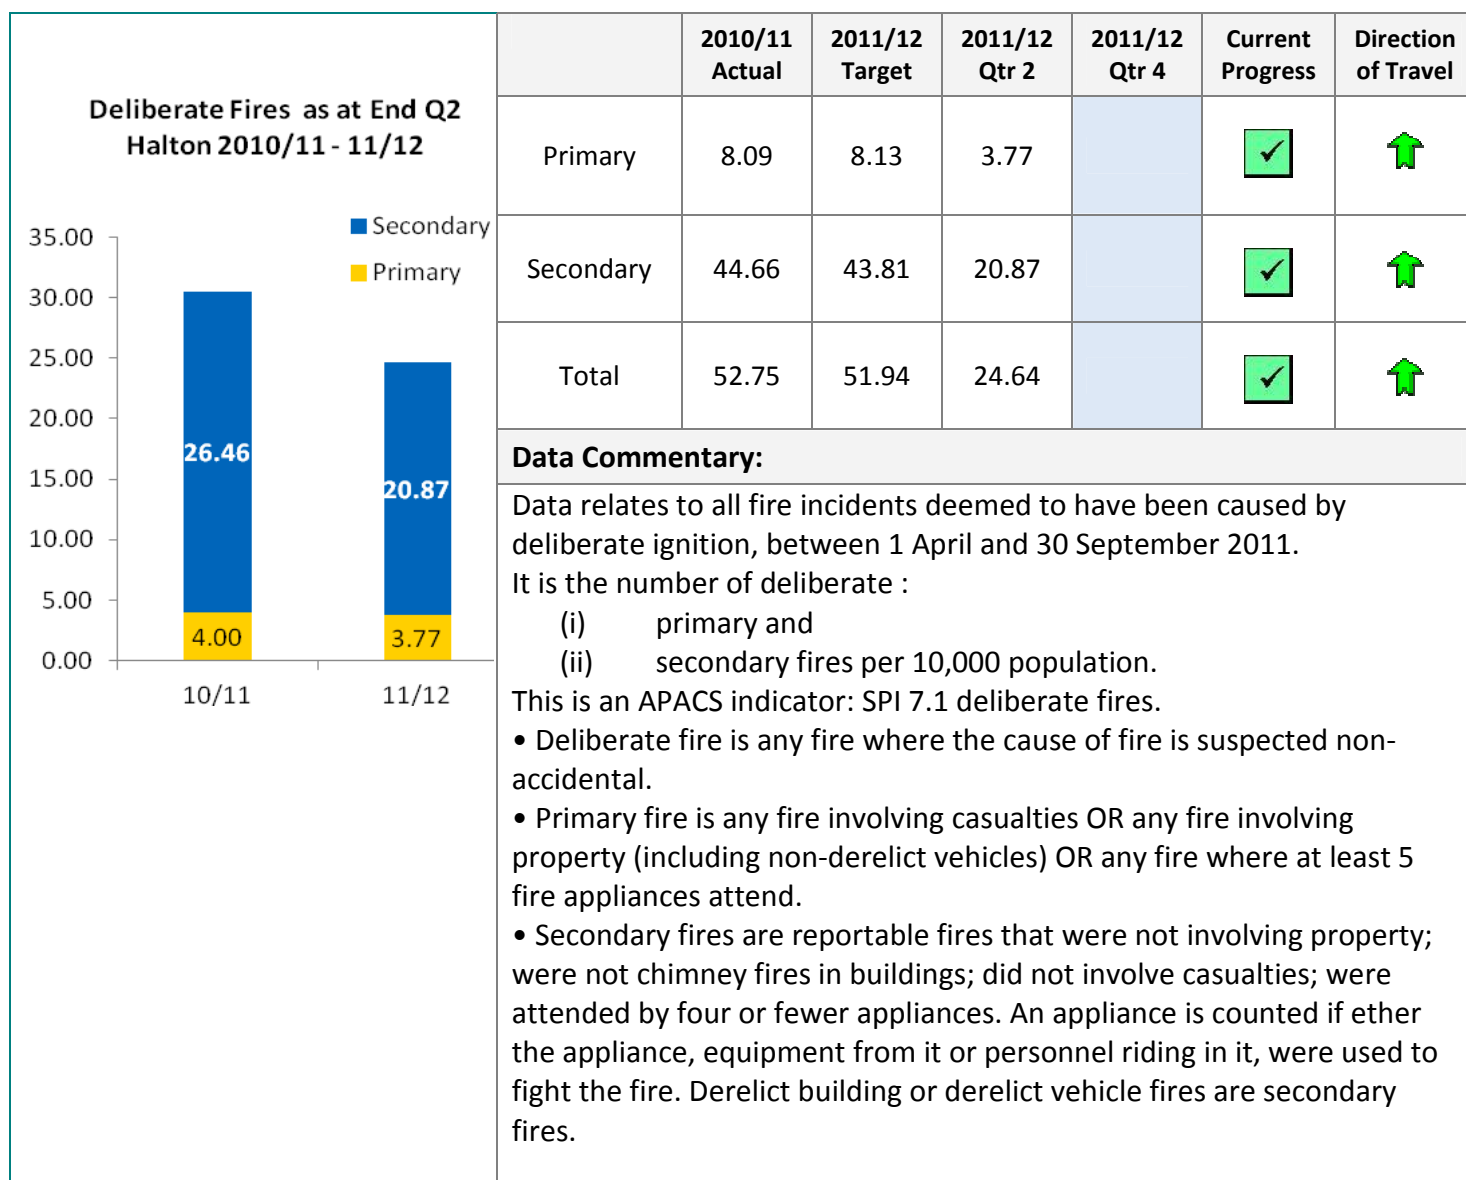 Deliberate Fires as at End Q2
Halton 2010/11 - 11/12
Secondary
Primary
35.00
30.00
25.00
20.00
15.00
10.00
5.00
0.00
26.46
20.87
4.00
3.77
10/11
11/12
2010/11 Actual
2011/12 Target
2011/12 Qtr 2
2011/12 Qtr 4
Current Progress
Direction of Travel
Primary 8.09 8.13 3.77
Secondary 44.66 43.81 20.87
Total 52.75 51.94 24.64
Data Commentary:
Data relates to all fire incidents deemed to have been caused by
deliberate ignition, between 1 April and 30 September 2011.
It is the number of deliberate :
(i) primary and
(ii) secondary fires per 10,000 population.
This is an APACS indicator: SPI 7.1 deliberate fires.
• Deliberate fire is any fire where the cause of fire is suspected non-
accidental.
• Primary fire is any fire involving casualties OR any fire involving
property (including non-derelict vehicles) OR any fire where at least 5
fire appliances attend.
• Secondary fires are reportable fires that were not involving property;
were not chimney fires in buildings; did not involve casualties; were
attended by four or fewer appliances. An appliance is counted if ether
the appliance, equipment from it or personnel riding in it, were used to
fight the fire. Derelict building or derelict vehicle fires are secondary
fires.